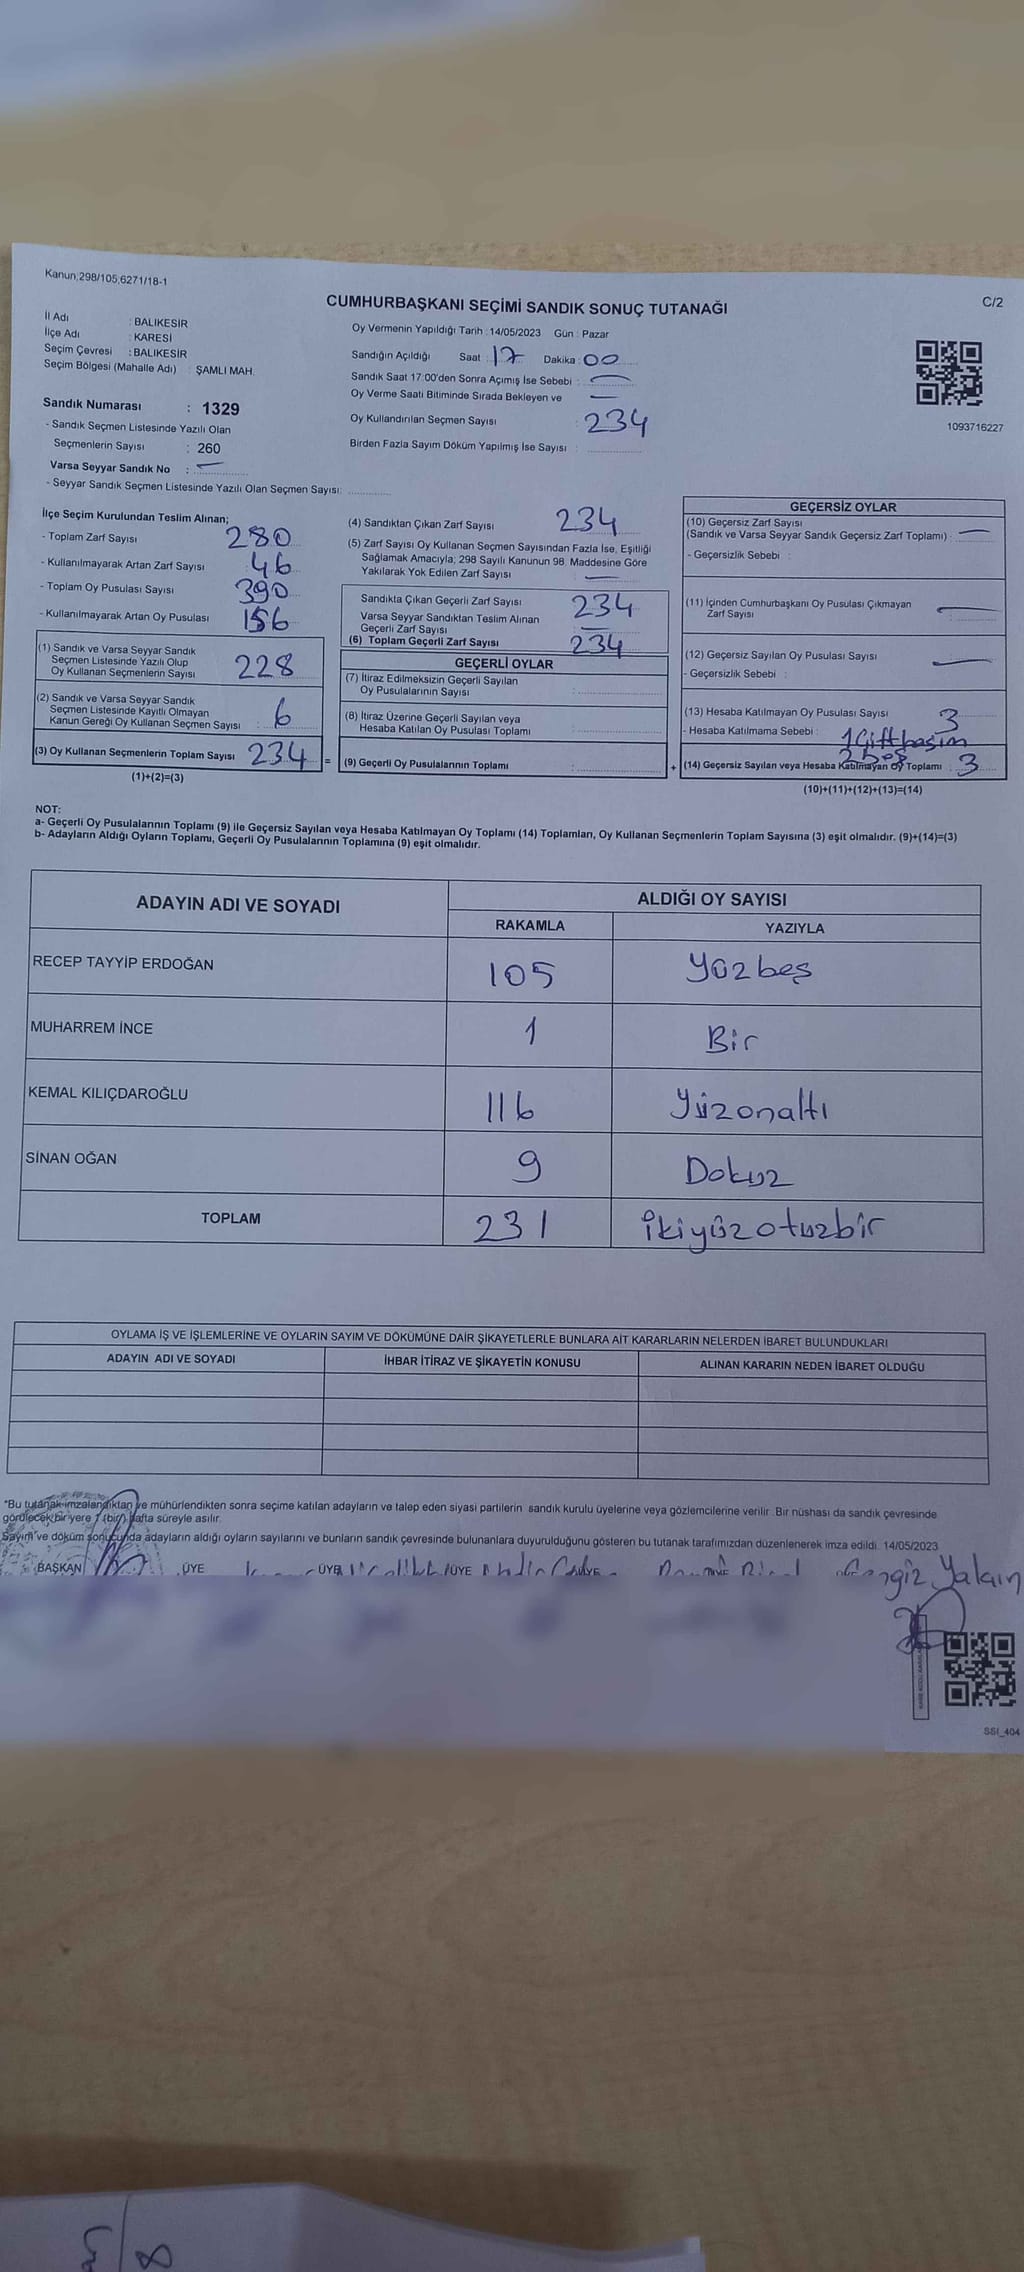 Kanun;298/105;6271/18-1
C/2
CUMHURBAŞKANI SEÇİMİ SANDIK SONUÇ TUTANAĞI
İl Adı : BALIKESİR
İlçe Adı : KARESİ
Seçim Çevresi : BALIKESİR
Seçim Bölgesi (Mahalle Adı) : ŞAMLI MAH.
Sandık Numarası : 1329
- Sandık Seçmen Listesinde Yazılı Olan
Seçmenlerin Sayısı : 260
Varsa Seyyar Sandık No : —
- Seyyar Sandık Seçmen Listesinde Yazılı Olan Seçmen Sayısı:
Oy Vermenin Yapıldığı Tarih : 14/05/2023 Gün : Pazar
Sandığın Açıldığı Saat : 17 Dakika : 00
Sandık Saat 17:00'den Sonra Açımış İse Sebebi : —
Oy Verme Saati Bitiminde Sırada Bekleyen ve —
Oy Kullandırılan Seçmen Sayısı : 234
Birden Fazla Sayım Döküm Yapılmış İse Sayısı :
1093716227
İlçe Seçim Kurulundan Teslim Alınan;
- Toplam Zarf Sayısı : 280
- Kullanılmayarak Artan Zarf Sayısı : 46
- Toplam Oy Pusulası Sayısı : 390
- Kullanılmayarak Artan Oy Pusulası : 156
(1) Sandık ve Varsa Seyyar Sandık
Seçmen Listesinde Yazılı Olup
Oy Kullanan Seçmenlerin Sayısı : 228
(2) Sandık ve Varsa Seyyar Sandık
Seçmen Listesinde Kayıtlı Olmayan
Kanun Gereği Oy Kullanan Seçmen Sayısı : 6
(3) Oy Kullanan Seçmenlerin Toplam Sayısı 234 =
(1)+(2)=(3)
(4) Sandıktan Çıkan Zarf Sayısı 234
(5) Zarf Sayısı Oy Kullanan Seçmen Sayısından Fazla İse, Eşitliği
Sağlamak Amacıyla; 298 Sayılı Kanunun 98. Maddesine Göre
Yakılarak Yok Edilen Zarf Sayısı : —
Sandıkta Çıkan Geçerli Zarf Sayısı : 234
Varsa Seyyar Sandıktan Teslim Alınan
Geçerli Zarf Sayısı : —
(6) Toplam Geçerli Zarf Sayısı : 234
GEÇERLİ OYLAR
(7) İtiraz Edilmeksizin Geçerli Sayılan
Oy Pusulalarının Sayısı :
(8) İtiraz Üzerine Geçerli Sayılan veya
Hesaba Katılan Oy Pusulası Toplamı :
(9) Geçerli Oy Pusulalarının Toplamı : +
GEÇERSİZ OYLAR
(10) Geçersiz Zarf Sayısı
(Sandık ve Varsa Seyyar Sandık Geçersiz Zarf Toplamı) : —
- Geçersizlik Sebebi :
(11) İçinden Cumhurbaşkanı Oy Pusulası Çıkmayan
Zarf Sayısı : —
(12) Geçersiz Sayılan Oy Pusulası Sayısı : —
- Geçersizlik Sebebi :
(13) Hesaba Katılmayan Oy Pusulası Sayısı : 3
- Hesaba Katılmama Sebebi : 1 Çift basım
2 boş
(14) Geçersiz Sayılan veya Hesaba Katılmayan Oy Toplamı : 3
(10)+(11)+(12)+(13)=(14)
NOT:
a- Geçerli Oy Pusulalarının Toplamı (9) ile Geçersiz Sayılan veya Hesaba Katılmayan Oy Toplamı (14) Toplamları, Oy Kullanan Seçmenlerin Toplam Sayısına (3) eşit olmalıdır. (9)+(14)=(3)
b- Adayların Aldığı Oyların Toplamı, Geçerli Oy Pusulalarının Toplamına (9) eşit olmalıdır.
ADAYIN ADI VE SOYADI ALDIĞI OY SAYISI
RAKAMLA YAZIYLA
RECEP TAYYİP ERDOĞAN 105 Yüzbeş
MUHARREM İNCE 1 Bir
KEMAL KILIÇDAROĞLU 116 Yüzonaltı
SİNAN OĞAN 9 Dokuz
TOPLAM 231 İkiyüzotuzbir
OYLAMA İŞ VE İŞLEMLERİNE VE OYLARIN SAYIM VE DÖKÜMÜNE DAİR ŞİKAYETLERLE BUNLARA AİT KARARLARIN NELERDEN İBARET BULUNDUKLARI
ADAYIN ADI VE SOYADI İHBAR İTİRAZ VE ŞİKAYETİN KONUSU ALINAN KARARIN NEDEN İBARET OLDUĞU
*Bu tutanak imzalandıktan ve mühürlendikten sonra seçime katılan adayların ve talep eden siyasi partilerin sandık kurulu üyelerine veya gözlemcilerine verilir. Bir nüshası da sandık çevresinde
görülecek bir yere 1 (bir) hafta süreyle asılır.
Sayım ve döküm sonucunda adayların aldığı oyların sayılarını ve bunların sandık çevresinde bulunanlara duyurulduğunu gösteren bu tutanak tarafımızdan düzenlenerek imza edildi. 14/05/2023
BAŞKAN ÜYE ÜYE ÜYE ÜYE Cengiz Yalçın
SSI_404